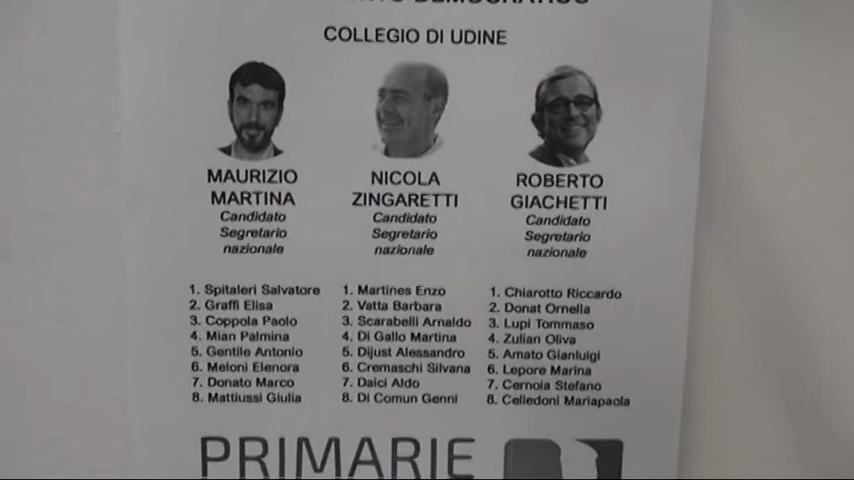 DEMOCRATICO
COLLEGIO DI UDINE
MAURIZIO
MARTINA
Candidato
Segretario
nazionale
NICOLA
ZINGARETTI
Candidato
Segretario
nazionale
ROBERTO
GIACHETTI
Candidato
Segretario
nazionale
1. Spitaleri Salvatore
2. Graffi Elisa
3. Coppola Paolo
4. Mian Palmina
5. Gentile Antonio
6. Meloni Elenora
7. Donato Marco
8. Mattiussi Giulia
1. Martines Enzo
2. Vatta Barbara
3. Scarabelli Arnaldo
4. Di Gallo Martina
5. Dijust Alessandro
6. Cremaschi Silvana
7. Daici Aldo
8. Di Comun Genni
1. Chiarotto Riccardo
2. Donat Ornella
3. Lupi Tommaso
4. Zulian Oliva
5. Amato Gianluigi
6. Lepore Marina
7. Cernoia Stefano
8. Celledoni Mariapaola
PRIMARIE